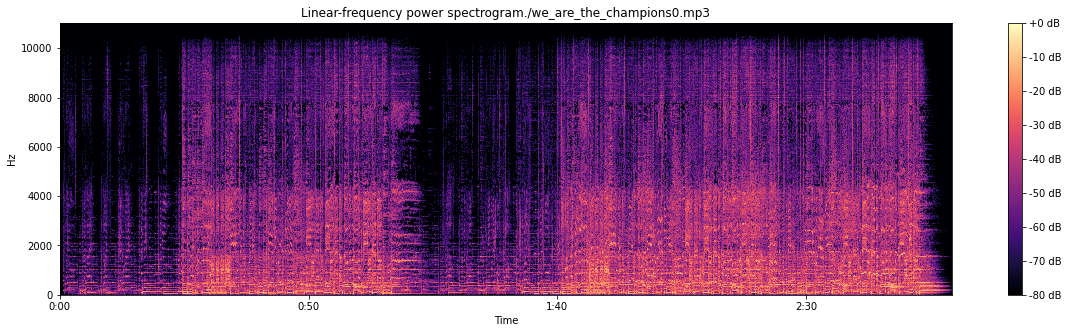 Linear-frequency power spectrogram./we_are_the_champions0.mp3
10000
8000
6000
4000
2000
0
Hz
0:00
0:50
1:40
2:30
Time
+0 dB
-10 dB
-20 dB
-30 dB
-40 dB
-50 dB
-60 dB
-70 dB
-80 dB